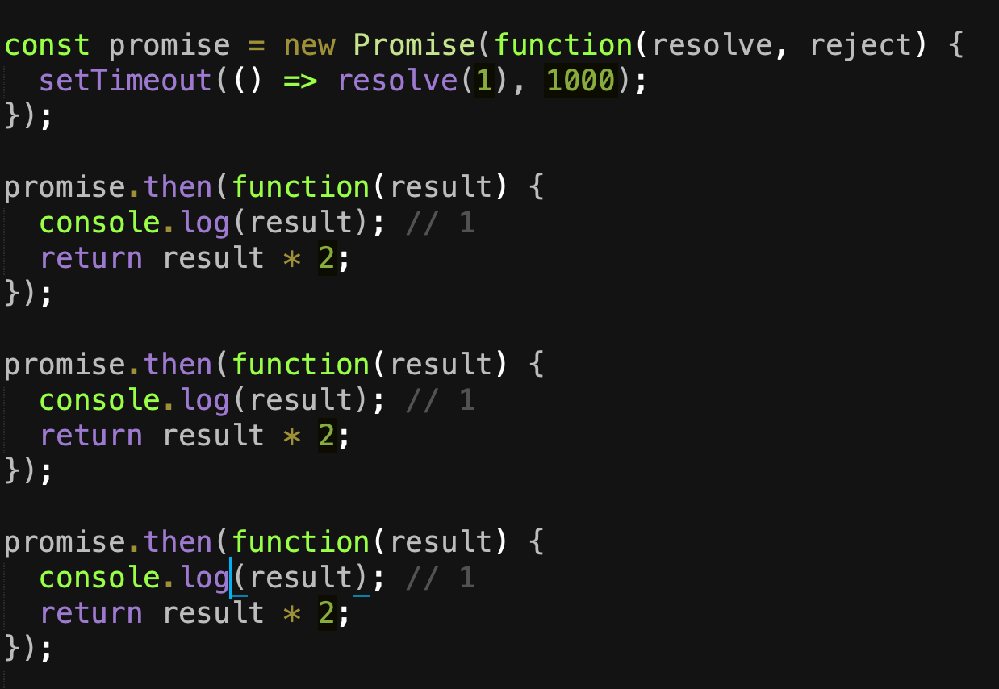 const promise = new Promise(function(resolve, reject) {
  setTimeout(() => resolve(1), 1000);
});

promise.then(function(result) {
  console.log(result); // 1
  return result * 2;
});

promise.then(function(result) {
  console.log(result); // 1
  return result * 2;
});

promise.then(function(result) {
  console.log(result); // 1
  return result * 2;
});